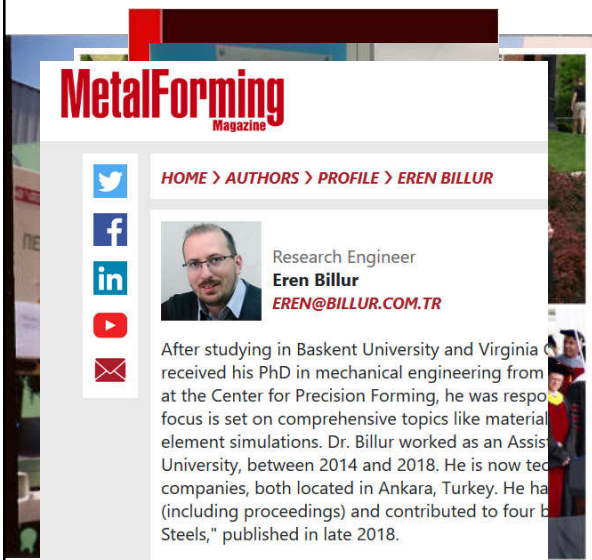 MetalForming
Magazine
HOME > AUTHORS > PROFILE > EREN BILLUR
Research Engineer
Eren Billur
EREN@BILLUR.COM.TR
After studying in Baskent University and Virginia
received his PhD in mechanical engineering from
at the Center for Precision Forming, he was respo
focus is set on comprehensive topics like material
element simulations. Dr. Billur worked as an Assis
University, between 2014 and 2018. He is now tec
companies, both located in Ankara, Turkey. He ha
(including proceedings) and contributed to four b
Steels," published in late 2018.